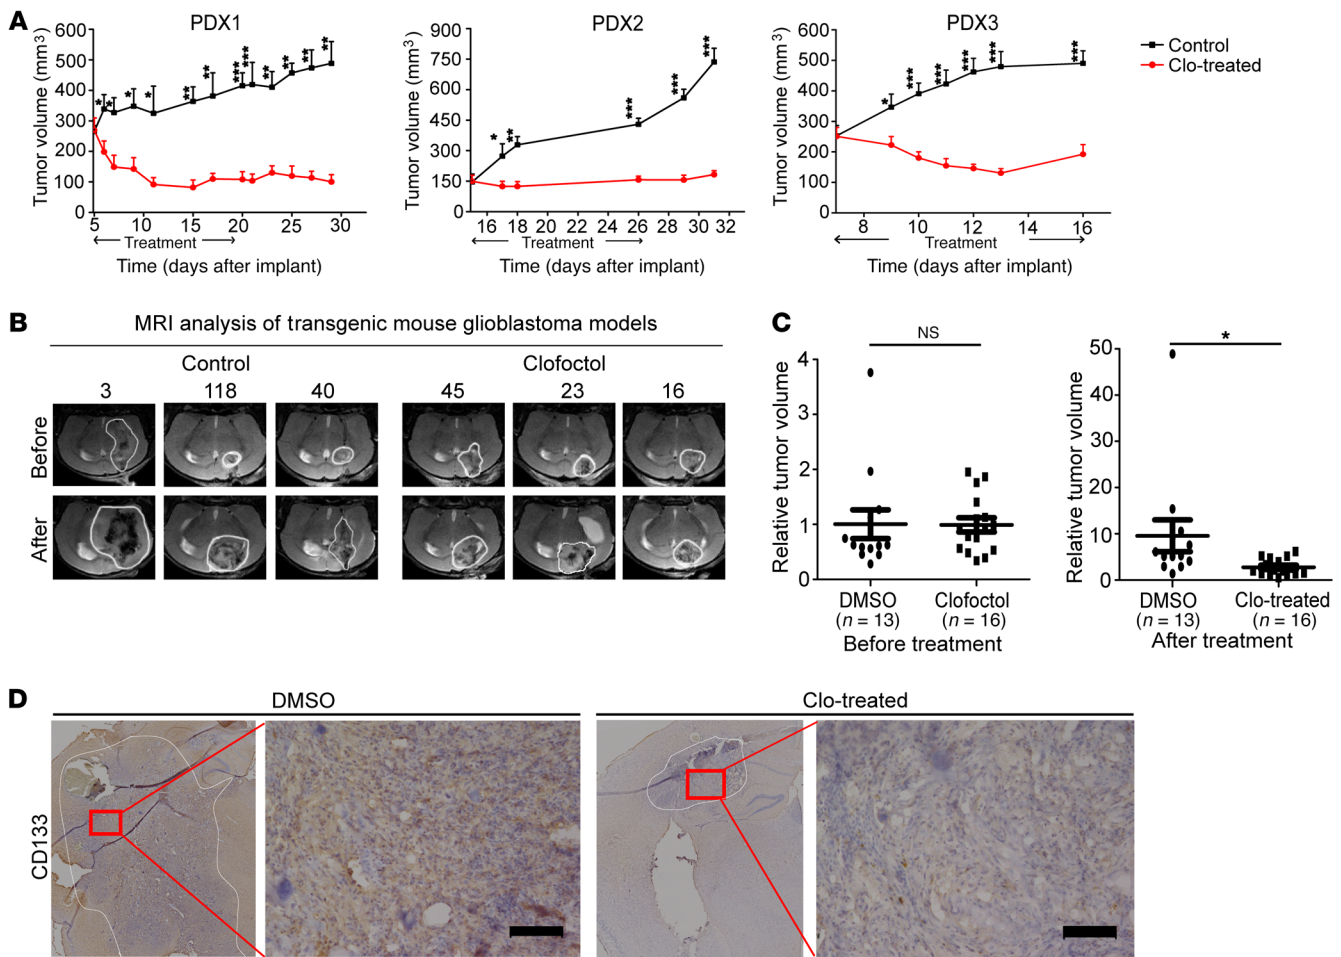 A
PDX1
PDX2
PDX3
Tumor volume (mm3)
600
500
400
300
200
100
0
5
10
15
20
25
30
* * * * ** ** *** *** ** ** ** **
Treatment
Time (days after implant)
Tumor volume (mm3)
900
750
600
450
300
150
0
16
18
20
22
24
26
28
30
32
* ** *** *** ***
Treatment
Time (days after implant)
Tumor volume (mm3)
600
500
400
300
200
100
0
8
10
12
14
16
* *** *** *** *** ***
Treatment
Time (days after implant)
Control
Clo-treated
B
MRI analysis of transgenic mouse glioblastoma models
Control
Clofoctol
3 118 40 45 23 16
Before
After
C
NS
Relative tumor volume
4
3
2
1
0
DMSO Clofoctol
(n = 13) (n = 16)
Before treatment
*
Relative tumor volume
50
40
30
20
10
0
DMSO Clo-treated
(n = 13) (n = 16)
After treatment
D
DMSO
Clo-treated
CD133